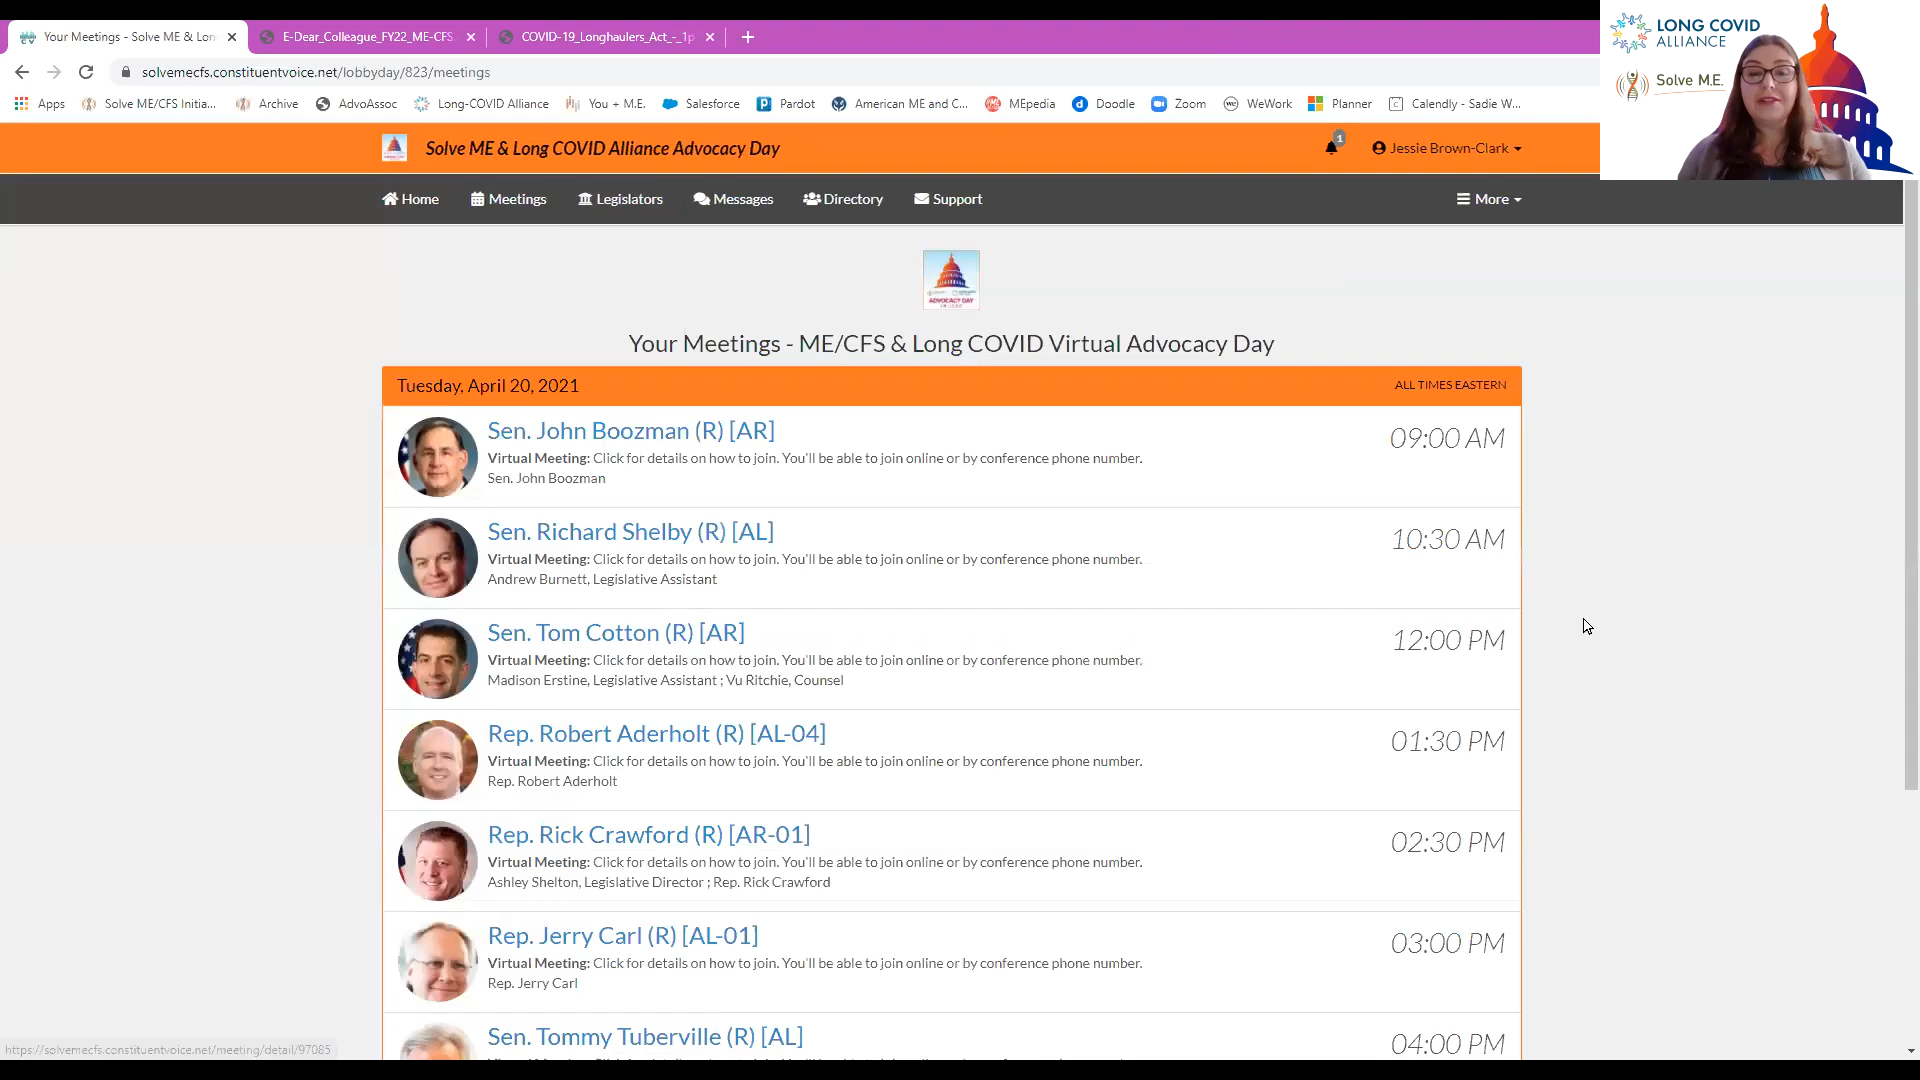 Your Meetings - Solve ME & Lon
E-Dear_Colleague_FY22_ME-CFS
COVID-19_Longhaulers_Act_-_1p
LONG COVID
ALLIANCE
Solve M.E.
solvemecfs.constituentvoice.net/lobbyday/823/meetings
Apps
Solve ME/CFS Initia...
Archive
AdvoAssoc
Long-COVID Alliance
You + M.E.
Salesforce
Pardot
American ME and C...
MEpedia
Doodle
Zoom
WeWork
Planner
Calendly - Sadie W...
Solve ME & Long COVID Alliance Advocacy Day
1
Jessie Brown-Clark
Home
Meetings
Legislators
Messages
Directory
Support
More
ADVOCACY DAY
Your Meetings - ME/CFS & Long COVID Virtual Advocacy Day
Tuesday, April 20, 2021
ALL TIMES EASTERN
Sen. John Boozman (R) [AR]
09:00 AM
Virtual Meeting: Click for details on how to join. You'll be able to join online or by conference phone number.
Sen. John Boozman
Sen. Richard Shelby (R) [AL]
10:30 AM
Virtual Meeting: Click for details on how to join. You'll be able to join online or by conference phone number.
Andrew Burnett, Legislative Assistant
Sen. Tom Cotton (R) [AR]
12:00 PM
Virtual Meeting: Click for details on how to join. You'll be able to join online or by conference phone number.
Madison Erstine, Legislative Assistant ; Vu Ritchie, Counsel
Rep. Robert Aderholt (R) [AL-04]
01:30 PM
Virtual Meeting: Click for details on how to join. You'll be able to join online or by conference phone number.
Rep. Robert Aderholt
Rep. Rick Crawford (R) [AR-01]
02:30 PM
Virtual Meeting: Click for details on how to join. You'll be able to join online or by conference phone number.
Ashley Shelton, Legislative Director ; Rep. Rick Crawford
Rep. Jerry Carl (R) [AL-01]
03:00 PM
Virtual Meeting: Click for details on how to join. You'll be able to join online or by conference phone number.
Rep. Jerry Carl
Sen. Tommy Tuberville (R) [AL]
04:00 PM
https://solvemecfs.constituentvoice.net/meeting/detail/97085